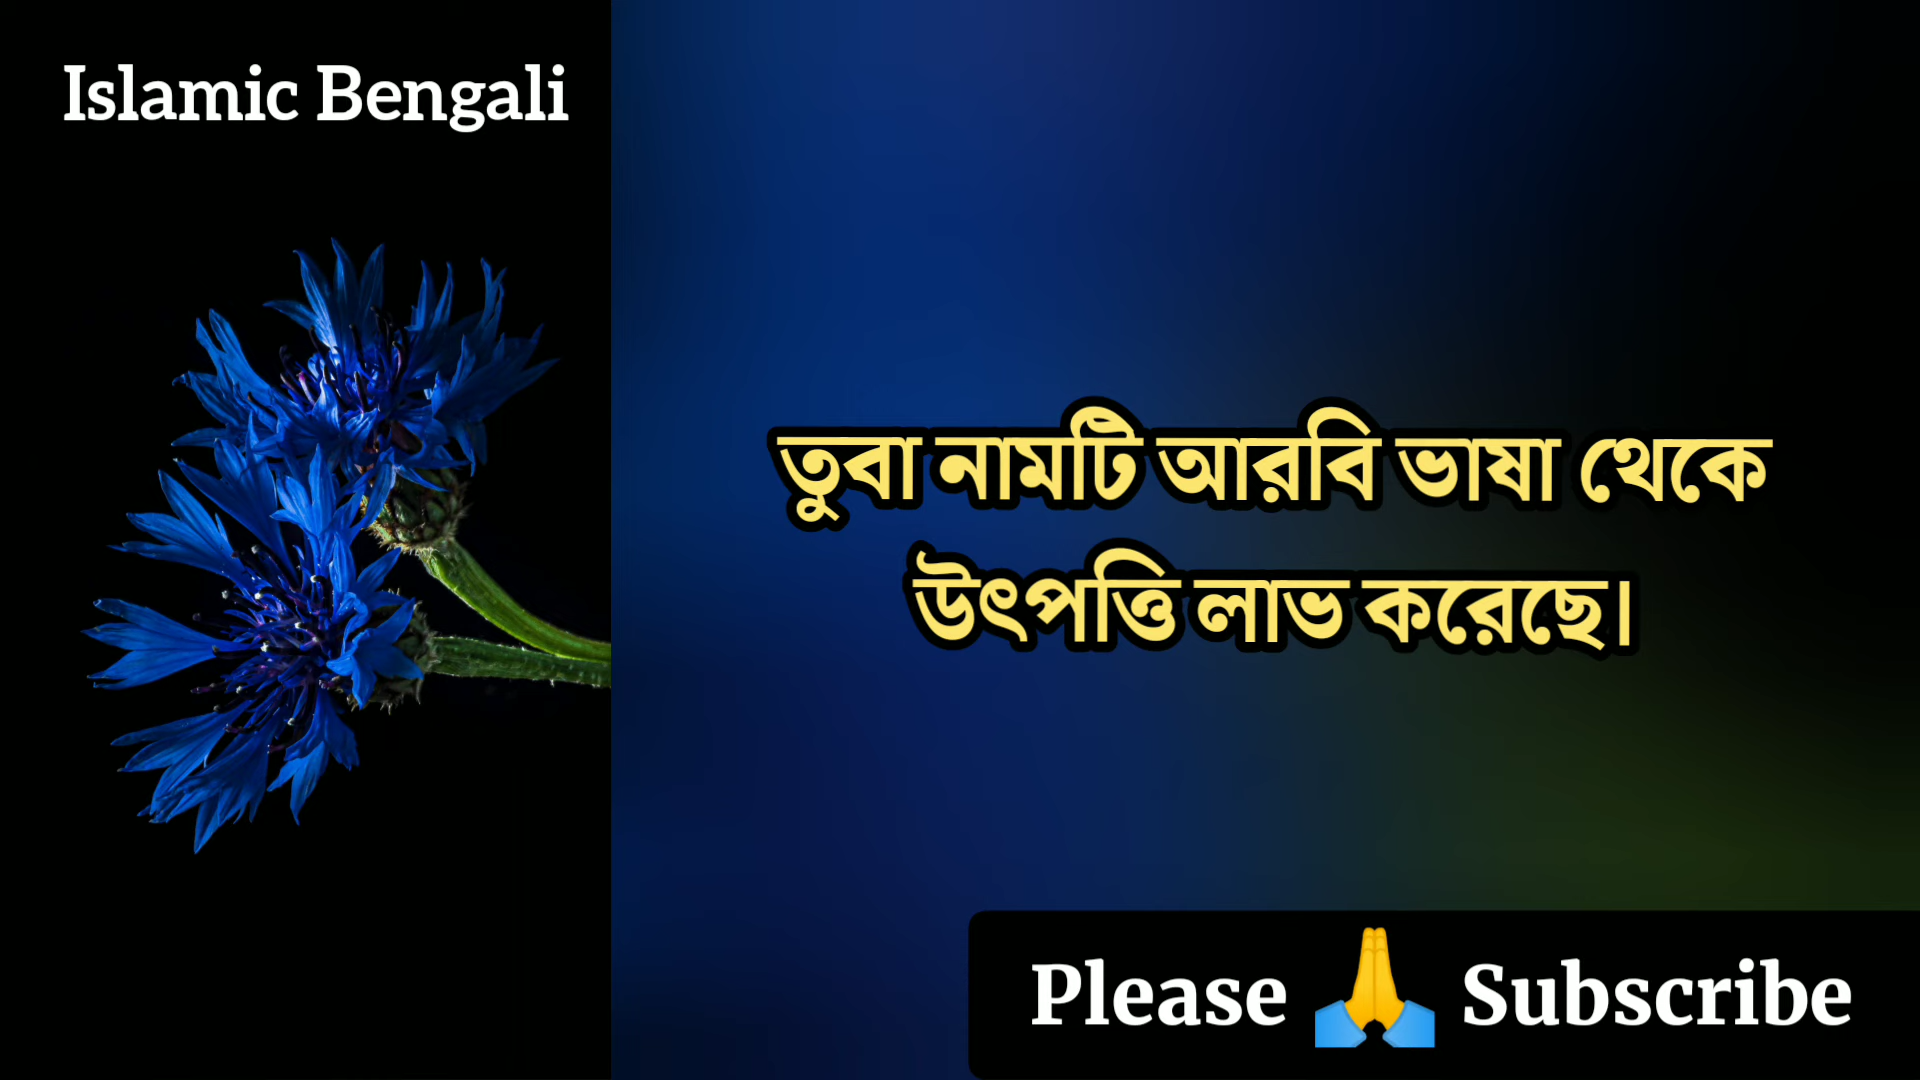 Islamic Bengali
তুবা নামটি আরবি ভাষা থেকে
উৎপত্তি লাভ করেছে।
Please 🙏 Subscribe